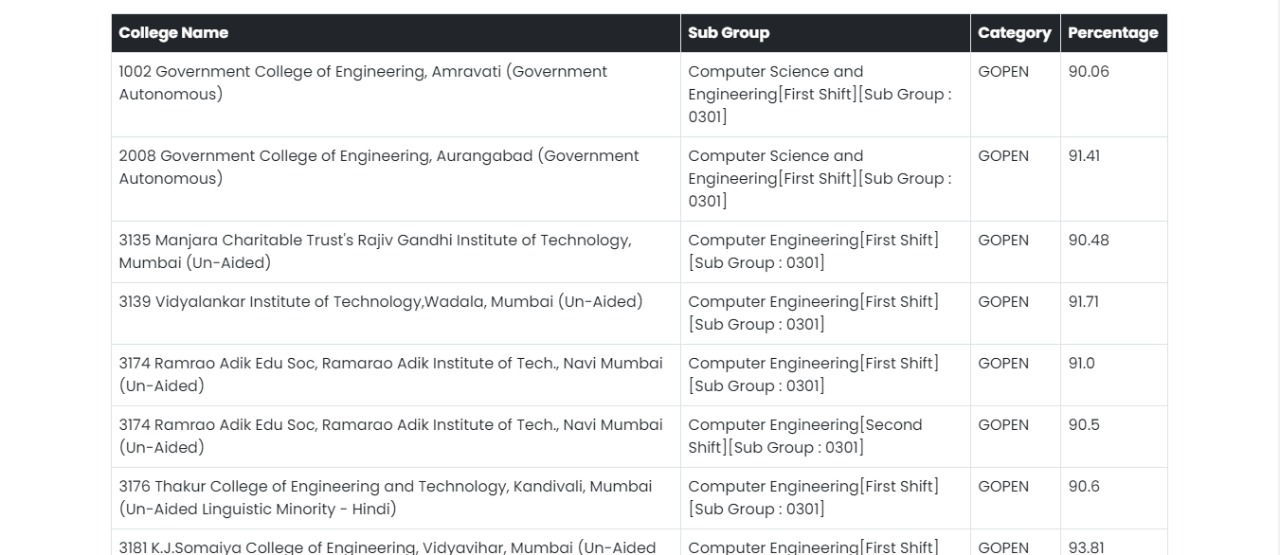 College Name Sub Group Category Percentage
1002 Government College of Engineering, Amravati (Government Computer Science and GOPEN 90.06
Autonomous) Engineering[First Shift][Sub Group :
0301]
2008 Government College of Engineering, Aurangabad (Government Computer Science and GOPEN 91.41
Autonomous) Engineering[First Shift][Sub Group :
0301]
3135 Manjara Charitable Trust's Rajiv Gandhi Institute of Technology, Computer Engineering[First Shift] GOPEN 90.48
Mumbai (Un-Aided) [Sub Group : 0301]
3139 Vidyalankar Institute of Technology,Wadala, Mumbai (Un-Aided) Computer Engineering[First Shift] GOPEN 91.71
[Sub Group : 0301]
3174 Ramrao Adik Edu Soc, Ramarao Adik Institute of Tech., Navi Mumbai Computer Engineering[First Shift] GOPEN 91.0
(Un-Aided) [Sub Group : 0301]
3174 Ramrao Adik Edu Soc, Ramarao Adik Institute of Tech., Navi Mumbai Computer Engineering[Second GOPEN 90.5
(Un-Aided) Shift][Sub Group : 0301]
3176 Thakur College of Engineering and Technology, Kandivali, Mumbai Computer Engineering[First Shift] GOPEN 90.6
(Un-Aided Linguistic Minority - Hindi) [Sub Group : 0301]
3181 K.J.Somaiya College of Engineering, Vidyavihar, Mumbai (Un-Aided Computer Engineering[First Shift] GOPEN 93.81